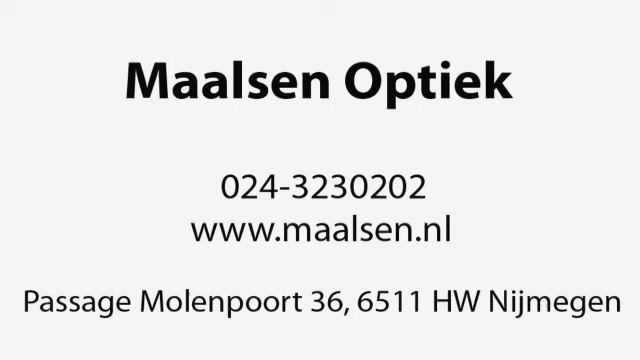 Maalsen Optiek
024-3230202
www.maalsen.nl
Passage Molenpoort 36, 6511 HW Nijmegen